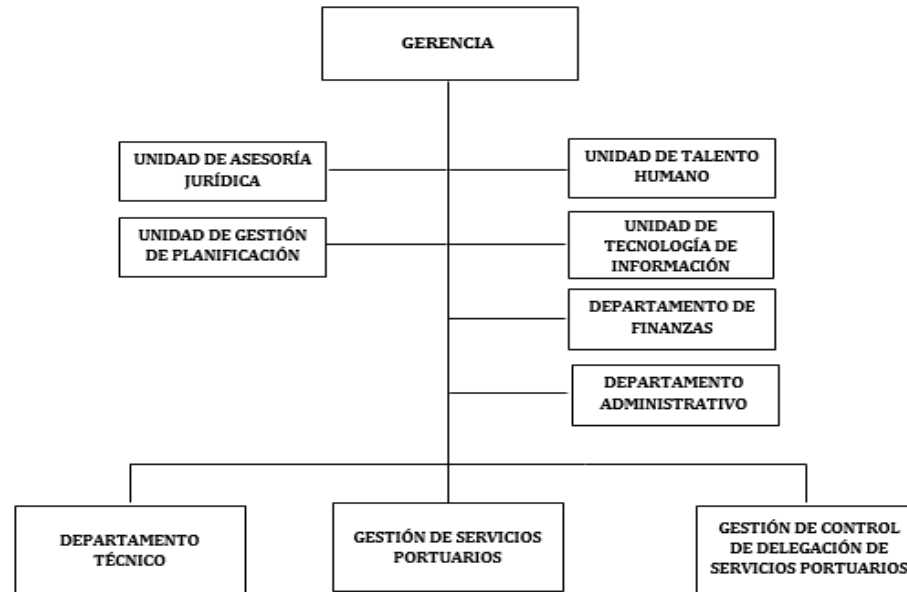 GERENCIA
UNIDAD DE ASESORÍA
JURÍDICA
UNIDAD DE TALENTO
HUMANO
UNIDAD DE GESTIÓN
DE PLANIFICACIÓN
UNIDAD DE
TECNOLOGÍA DE
INFORMACIÓN
DEPARTAMENTO DE
FINANZAS
DEPARTAMENTO
ADMINISTRATIVO
DEPARTAMENTO
TÉCNICO
GESTIÓN DE SERVICIOS
PORTUARIOS
GESTIÓN DE CONTROL
DE DELEGACIÓN DE
SERVICIOS PORTUARIOS